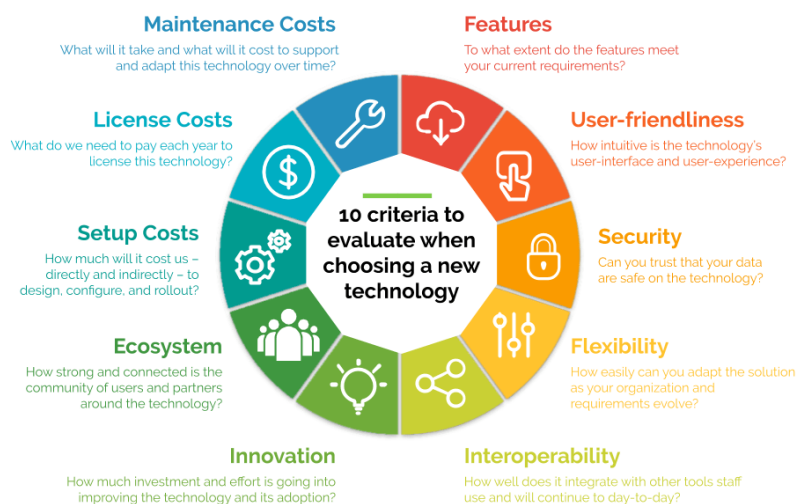 Maintenance Costs
What will it take and what will it cost to support
and adapt this technology over time?
Features
To what extent do the features meet
your current requirements?
License Costs
What do we need to pay each year to
license this technology?
User-friendliness
How intuitive is the technology's
user-interface and user-experience?
10 criteria to
evaluate when
choosing a new
technology
Setup Costs
How much will it cost us –
directly and indirectly – to
design, configure, and rollout?
Security
Can you trust that your data
are safe on the technology?
Ecosystem
How strong and connected is the
community of users and partners
around the technology?
Flexibility
How easily can you adapt the solution
as your organization and
requirements evolve?
Innovation
How much investment and effort is going into
improving the technology and its adoption?
Interoperability
How well does it integrate with other tools staff
use and will continue to day-to-day?